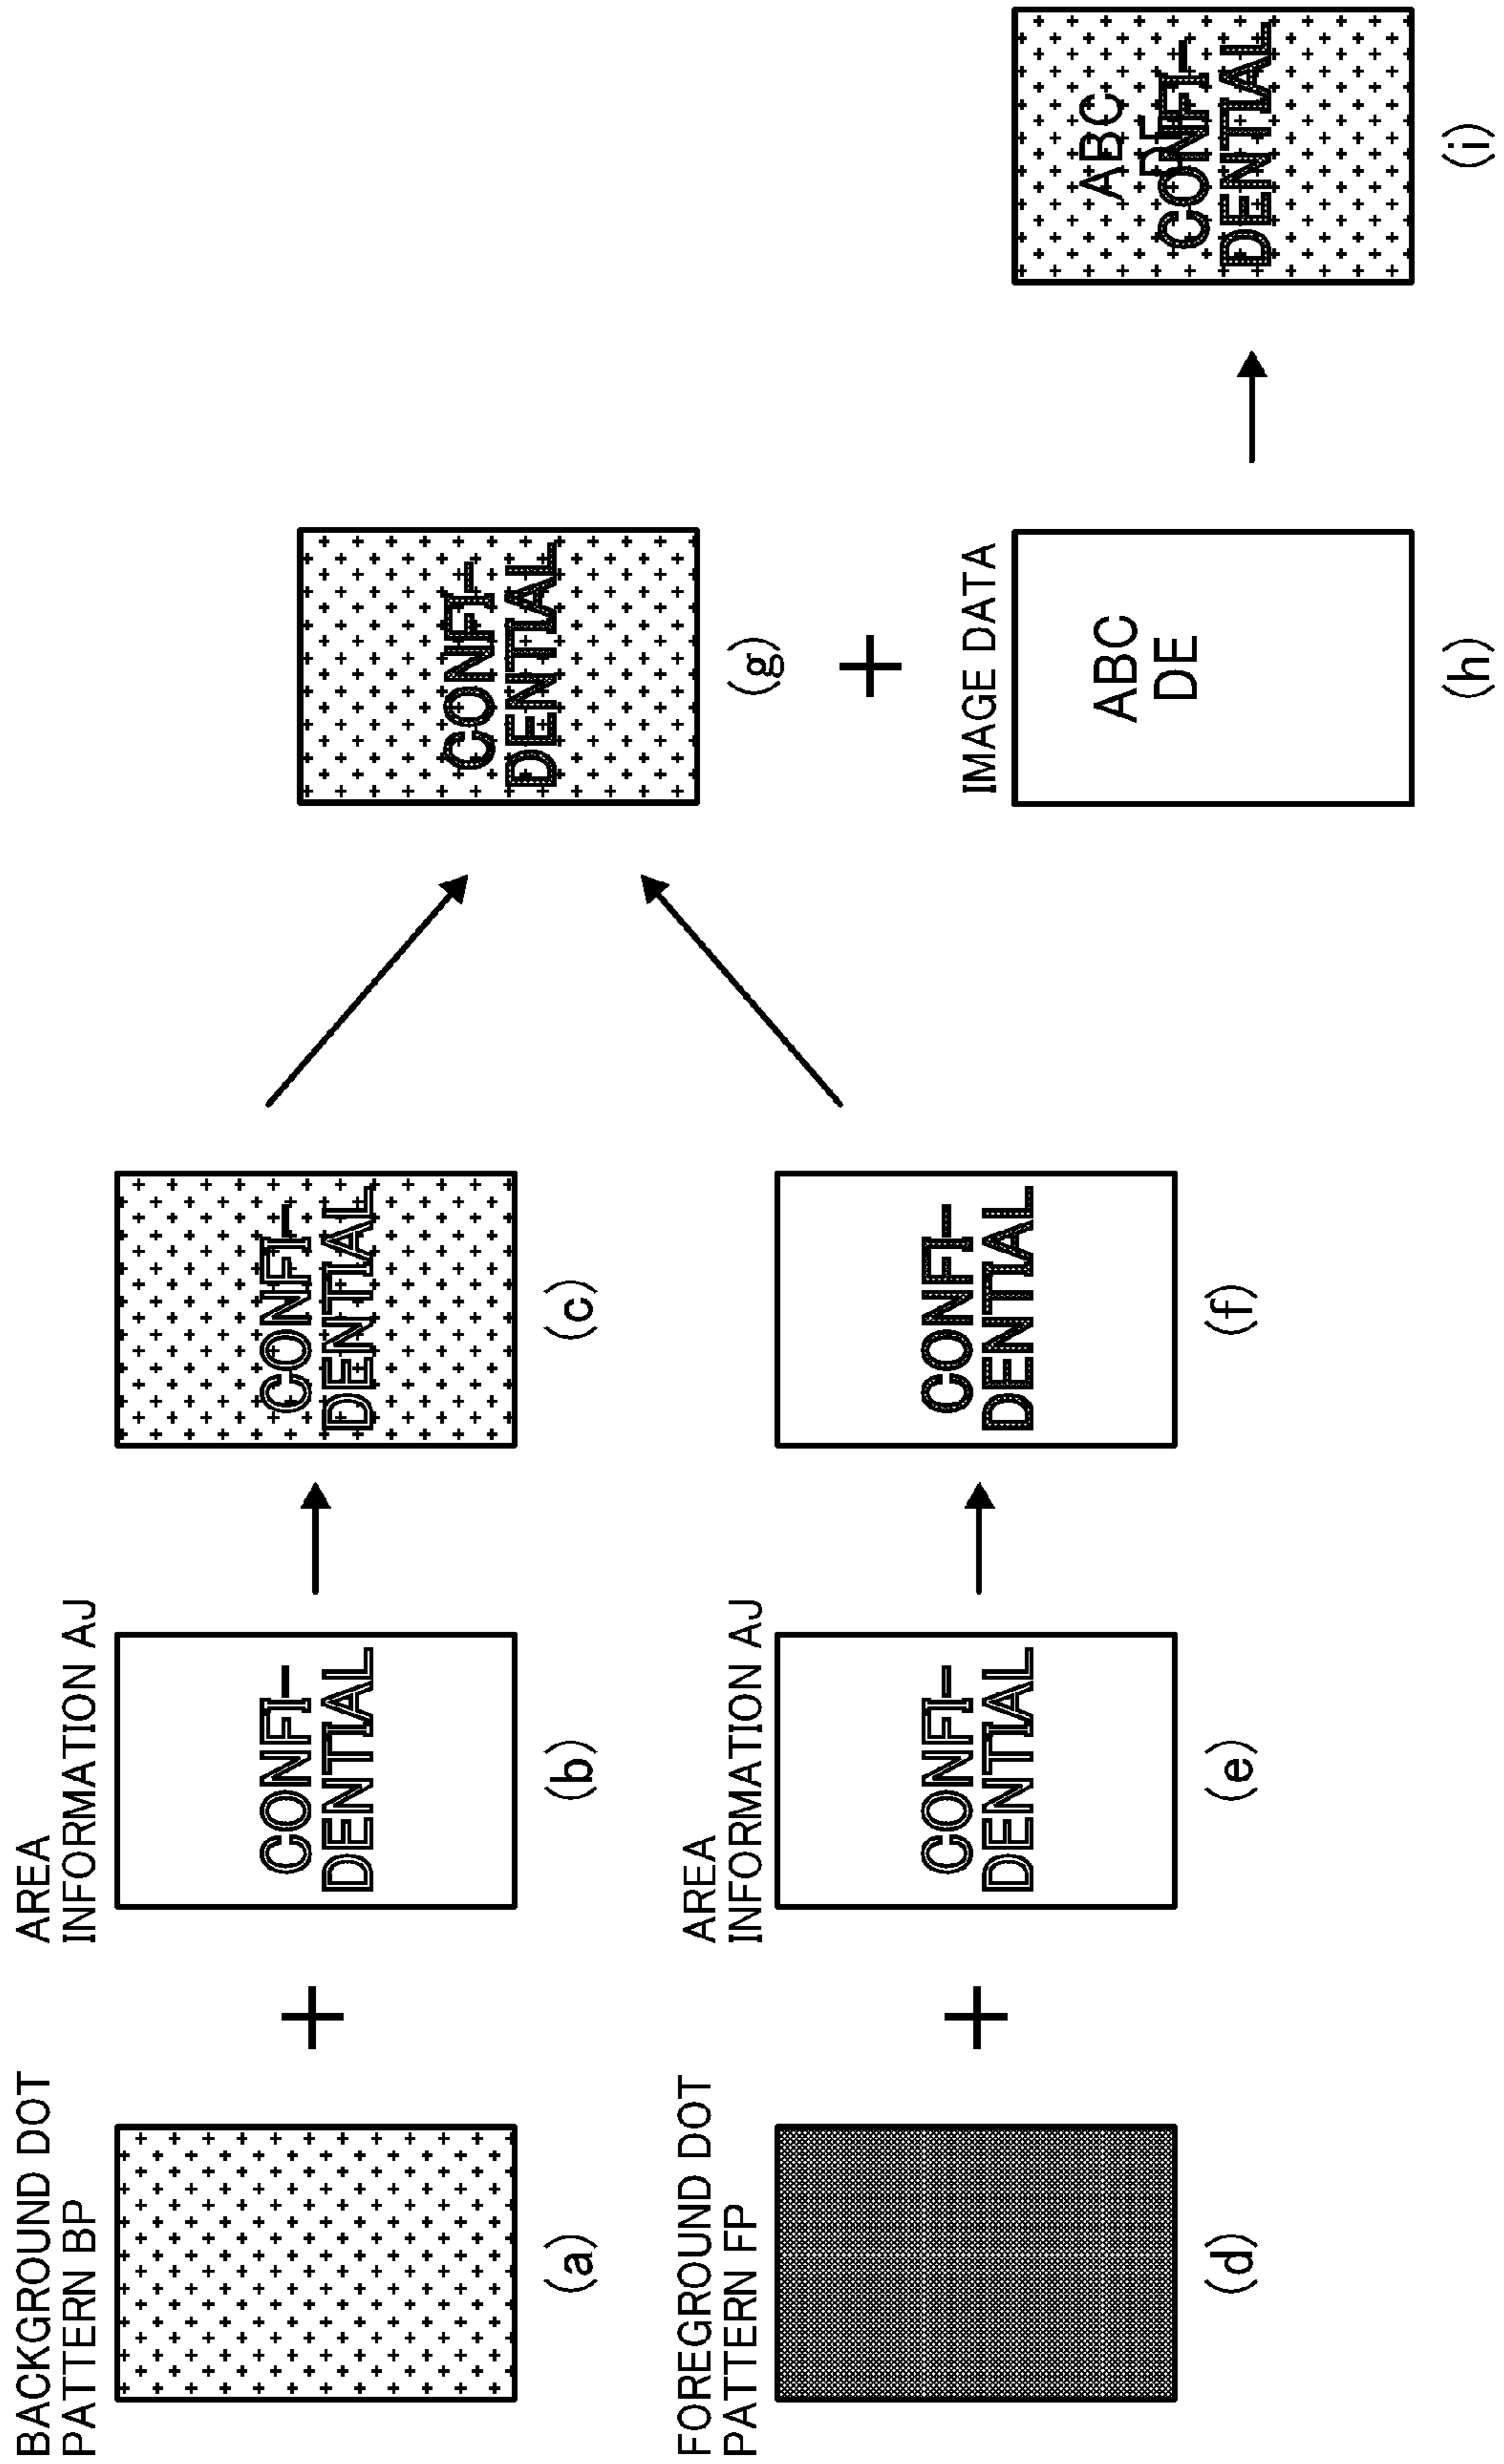 BACKGROUND DOT
PATTERN BP
(a)
+
AREA
INFORMATION AJ
CONFI-
DENTIAL
(b)
CONFI-
DENTIAL
(c)
FOREGROUND DOT
PATTERN FP
(d)
+
AREA
INFORMATION AJ
CONFI-
DENTIAL
(e)
CONFI-
DENTIAL
(f)
CONFI-
DENTIAL
(g)
+
IMAGE DATA
ABC
DE
(h)
ABC
DE
CONFI-
DENTIAL
(i)